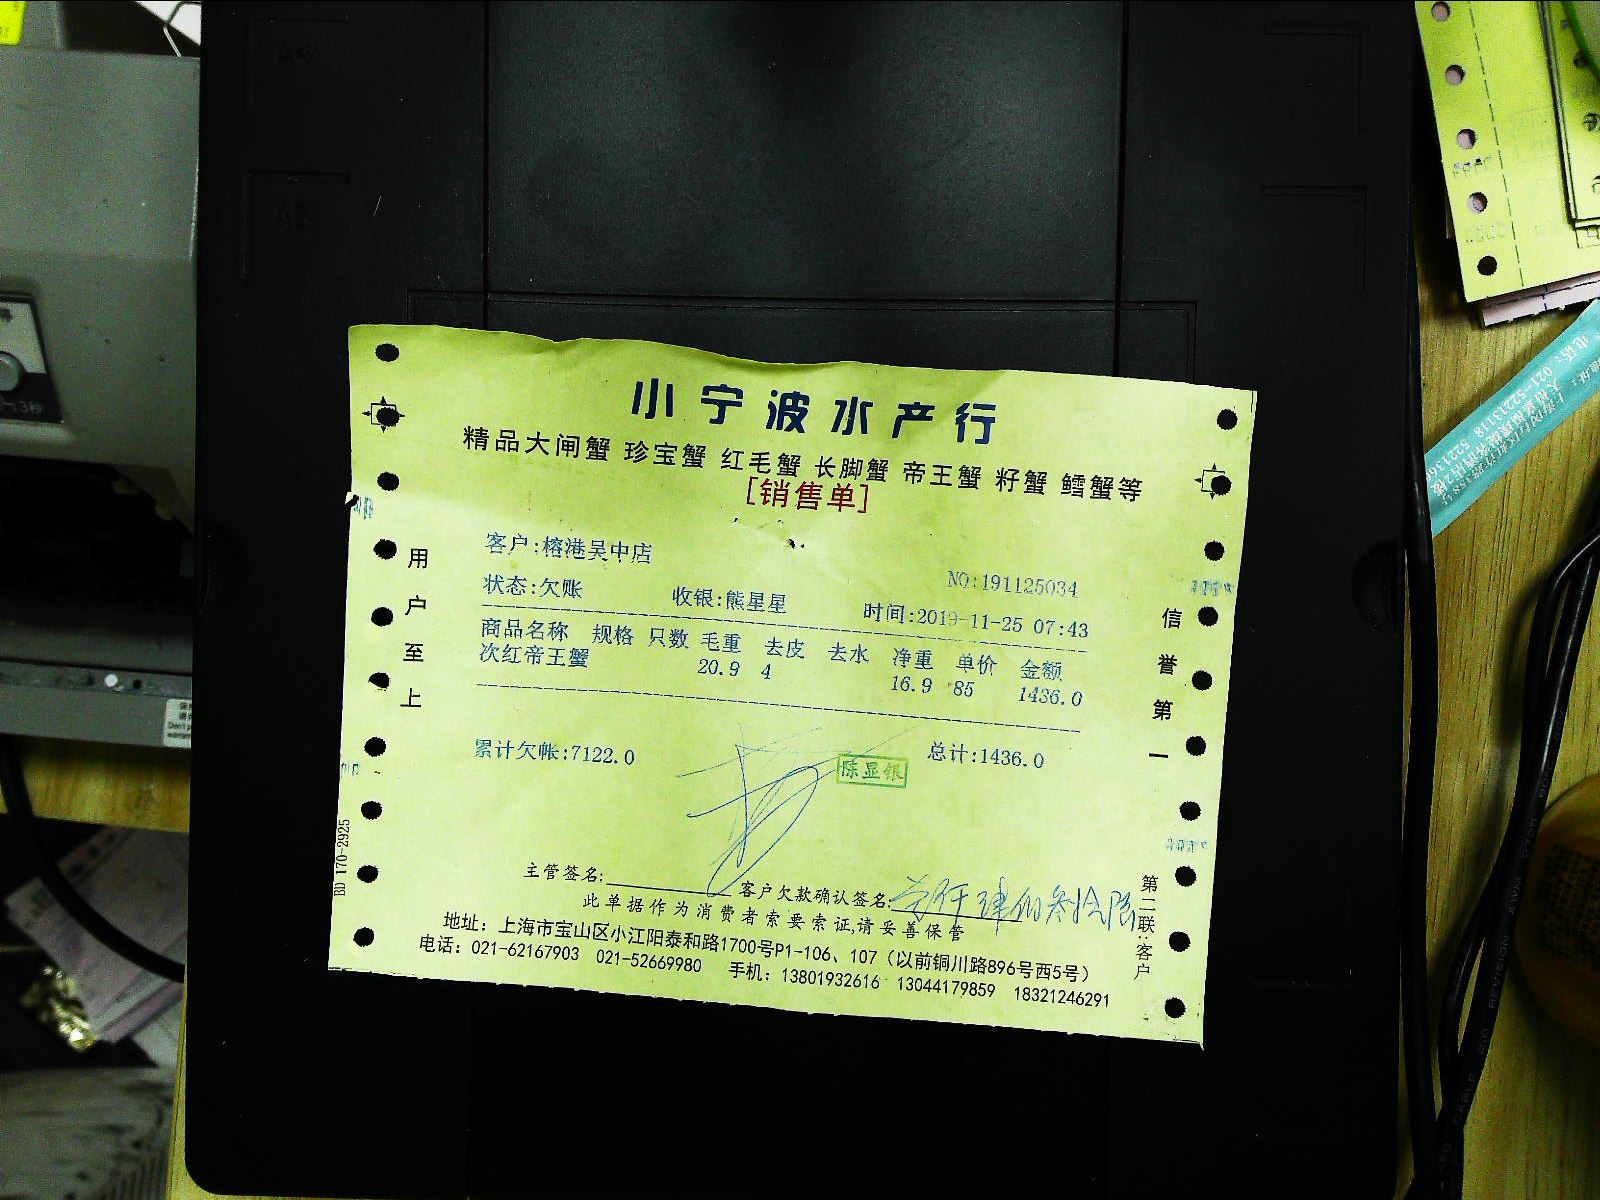 小宁波水产行
精品大闸蟹 珍宝蟹 红毛蟹 长脚蟹 帝王蟹 籽蟹 鳕蟹等
[销售单]
客户:榕港吴中店
NO:191125034
状态:欠账 收银:熊星星 时间:2019-11-25 07:43
商品名称 规格 只数 毛重 去皮 去水 净重 单价 金额
次红帝王蟹 20.9 4 16.9 85 1436.0
累计欠帐:7122.0 总计:1436.0
陈显银
主管签名: 客户欠款确认签名:
此单据作为消费者索要索证,请妥善保管
地址：上海市宝山区小江阳泰和路1700号P1-106、107（以前铜川路896号西5号）
电话：021-62167903 021-52669980 手机：13801932616 13044179859 18321246291
用户至上
信誉第一
第二联:客户
BD 170-2925
A4
A5